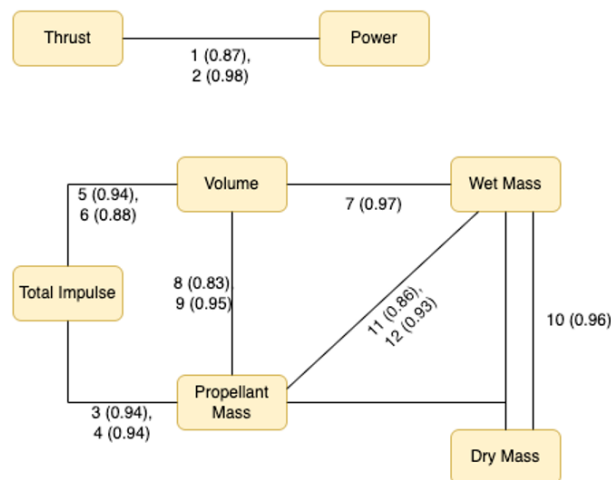 Thrust
Power
1 (0.87),
2 (0.98)
Volume
Wet Mass
5 (0.94),
6 (0.88)
7 (0.97)
Total Impulse
8 (0.83)
9 (0.95)
11 (0.86),
12 (0.93)
10 (0.96)
Propellant
Mass
3 (0.94),
4 (0.94)
Dry Mass